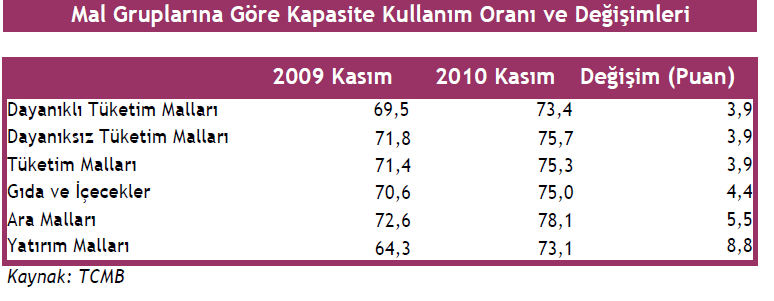 Mal Gruplarına Göre Kapasite Kullanım Oranı ve Değişimleri
2009 Kasım 2010 Kasım Değişim (Puan)
Dayanıklı Tüketim Malları 69,5 73,4 3,9
Dayanıksız Tüketim Malları 71,8 75,7 3,9
Tüketim Malları 71,4 75,3 3,9
Gıda ve İçecekler 70,6 75,0 4,4
Ara Malları 72,6 78,1 5,5
Yatırım Malları 64,3 73,1 8,8
Kaynak: TCMB